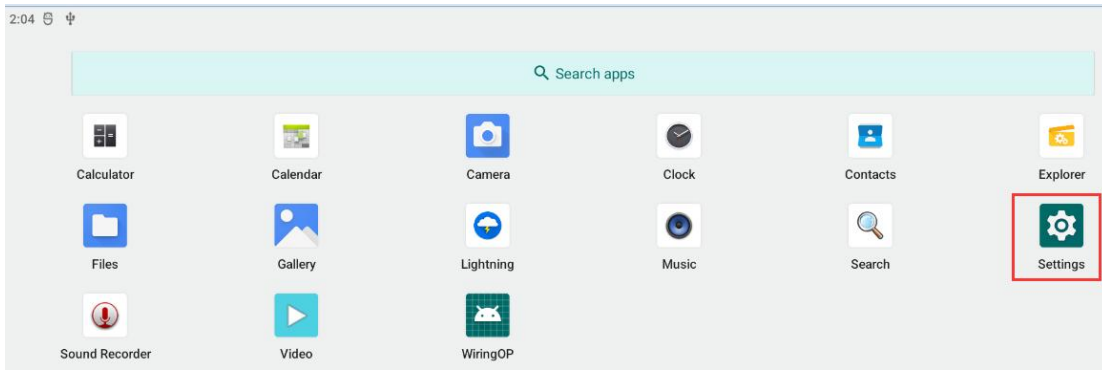 2:04
Search apps
Calculator Calendar Camera Clock Contacts Explorer
Files Gallery Lightning Music Search Settings
Sound Recorder Video WiringOP